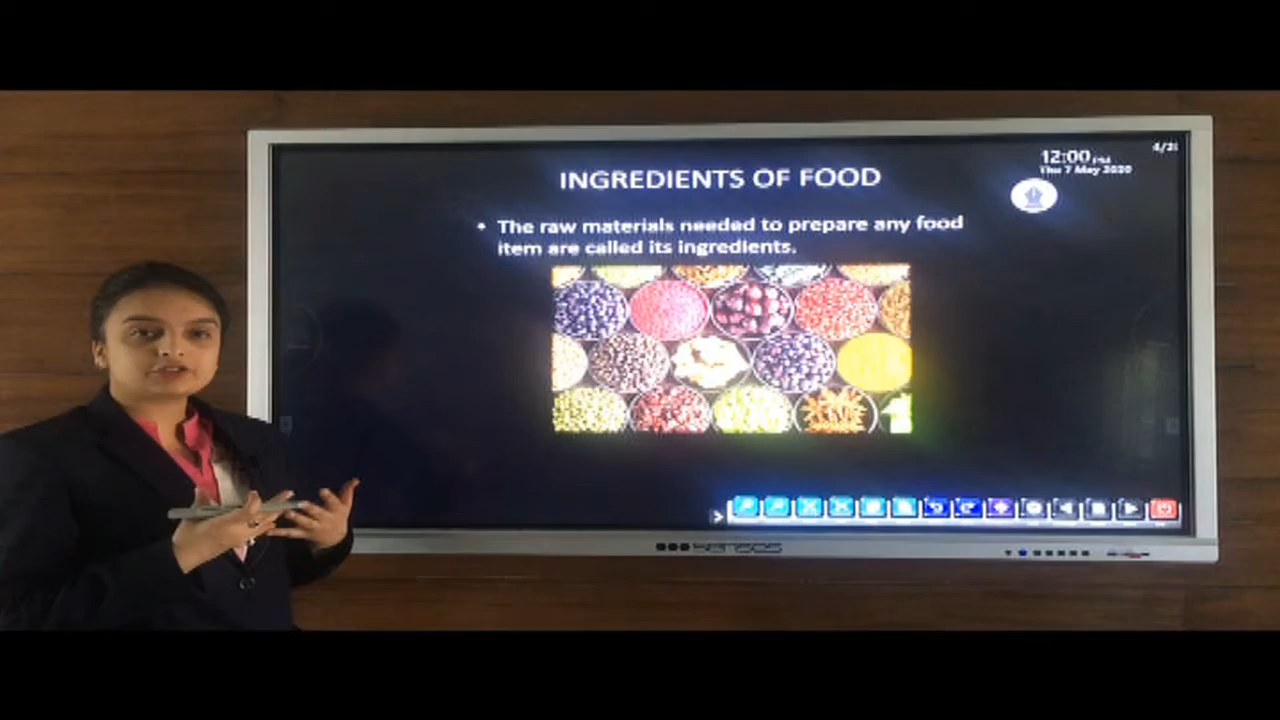 4/21
12:00 PM
Thu 7 May 2020
INGREDIENTS OF FOOD
• The raw materials needed to prepare any food
item are called its ingredients.